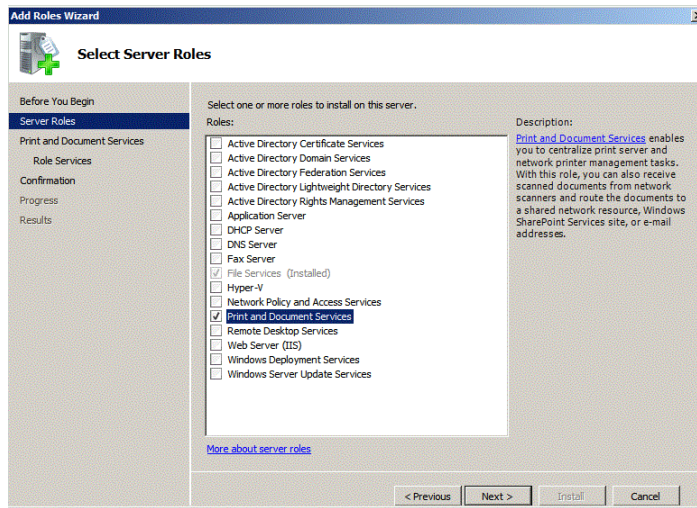 Add Roles Wizard
Select Server Roles
Before You Begin
Server Roles
Print and Document Services
Role Services
Confirmation
Progress
Results
Select one or more roles to install on this server.
Roles:
Active Directory Certificate Services
Active Directory Domain Services
Active Directory Federation Services
Active Directory Lightweight Directory Services
Active Directory Rights Management Services
Application Server
DHCP Server
DNS Server
Fax Server
File Services (Installed)
Hyper-V
Network Policy and Access Services
Print and Document Services
Remote Desktop Services
Web Server (IIS)
Windows Deployment Services
Windows Server Update Services
More about server roles
Description:
Print and Document Services enables
you to centralize print server and
network printer management tasks.
With this role, you can also receive
scanned documents from network
scanners and route the documents to
a shared network resource, Windows
SharePoint Services site, or e-mail
addresses.
< Previous
Next >
Install
Cancel